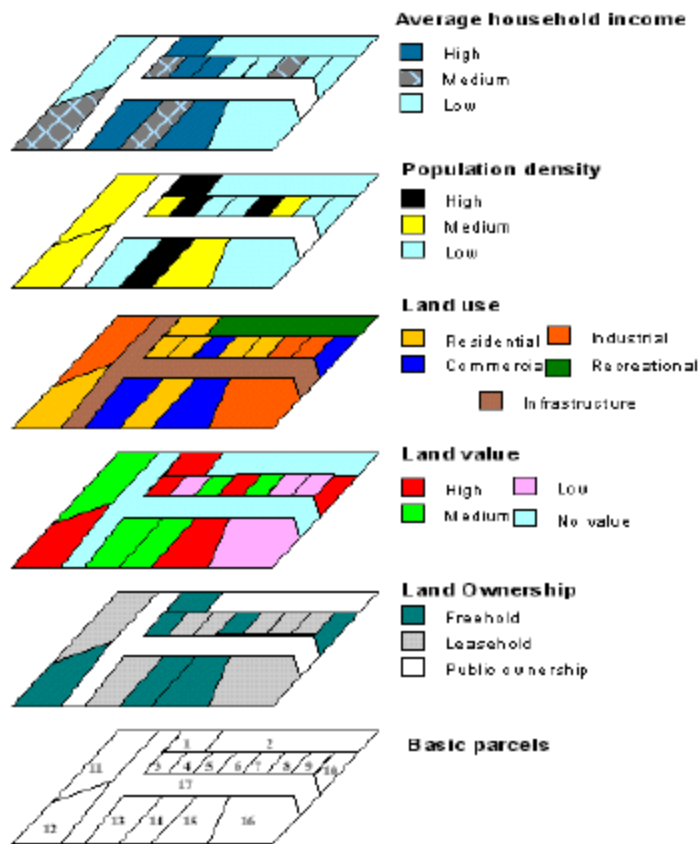 Average household income
High
Medium
Low
Population density
High
Medium
Low
Land use
Residential
Industrial
Commercia
Recreational
Infrastructure
Land value
High
Low
Medium
No value
Land Ownership
Freehold
Leasehold
Public ownership
Basic parcels
1 2
11
3 4 5 6 7 8 9 10
17
12 13 14 15 16